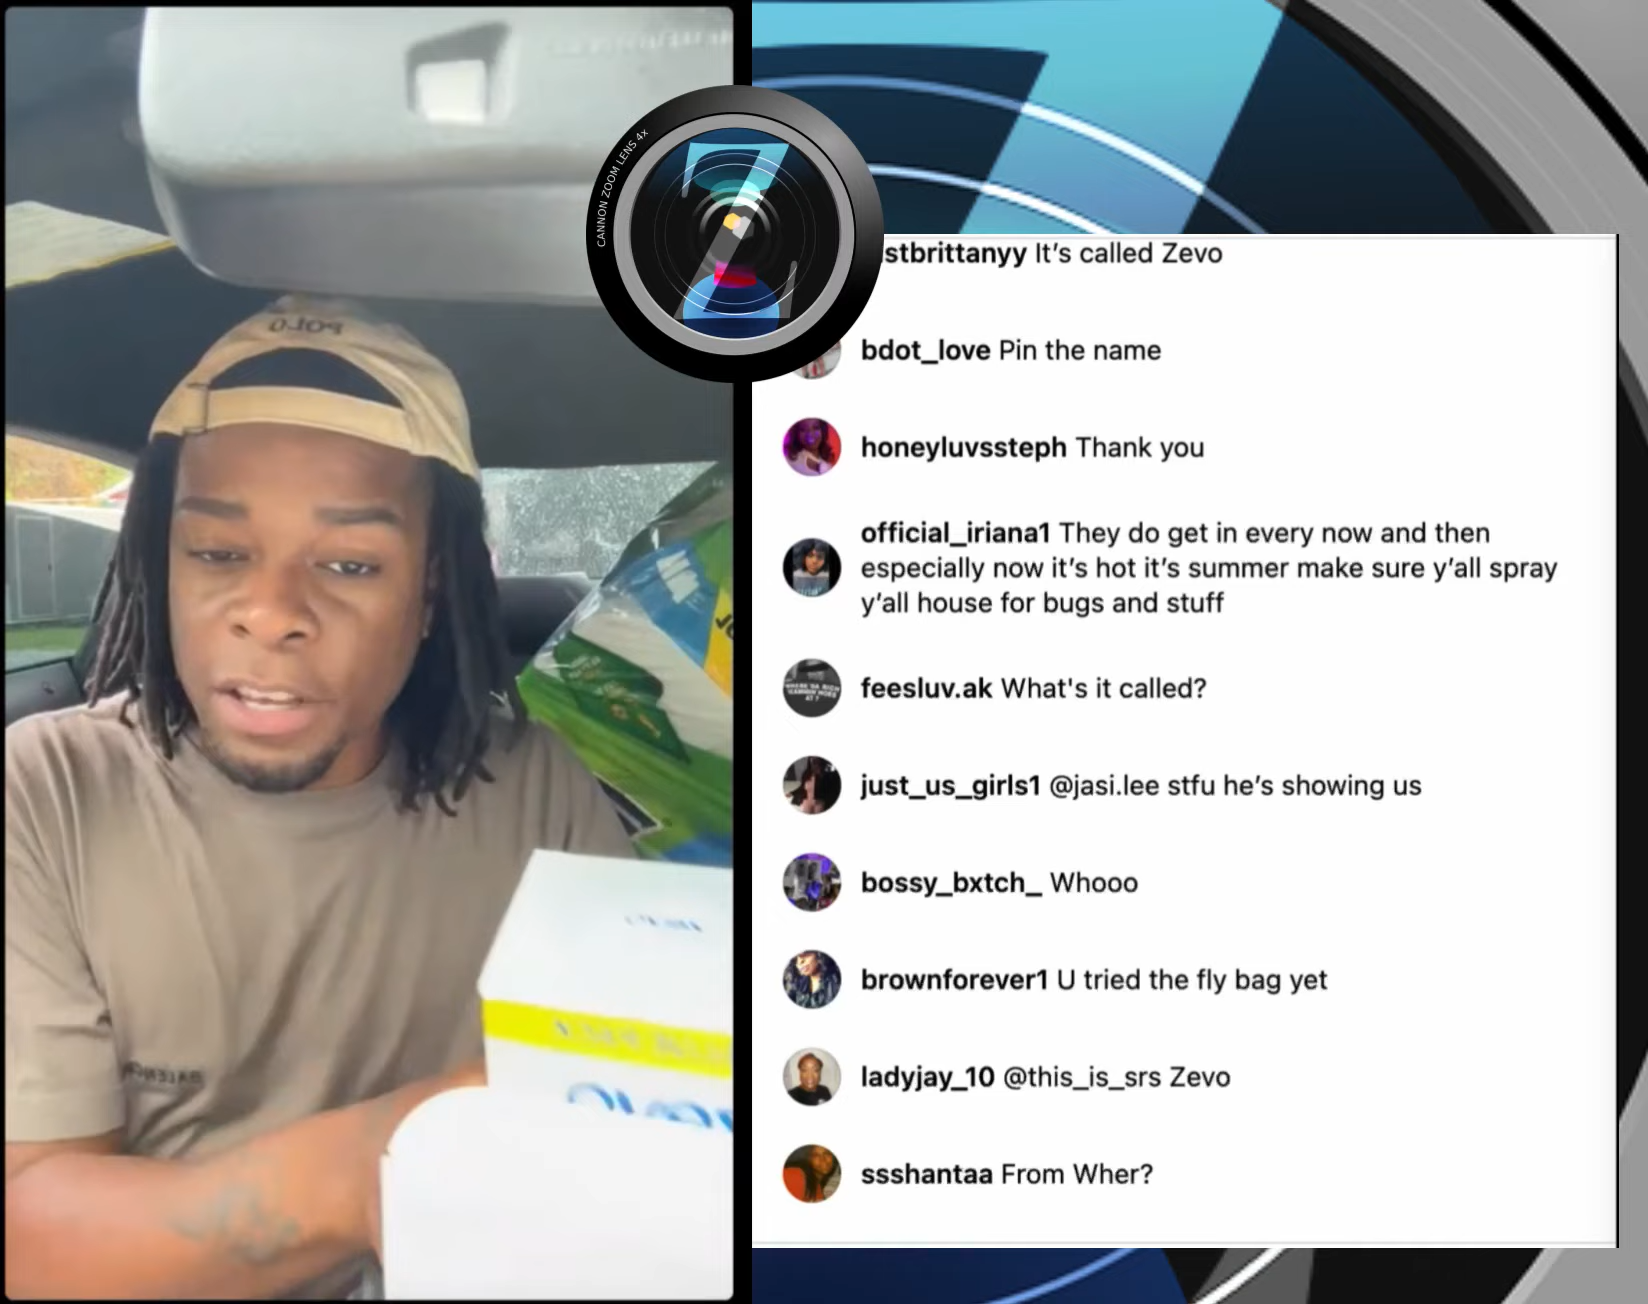 POLO
CANNON ZOOM LENS 4x
stbrittanyy It’s called Zevo
bdot_love Pin the name
honeyluvssteph Thank you
official_iriana1 They do get in every now and then
especially now it’s hot it’s summer make sure y’all spray
y’all house for bugs and stuff
feesluv.ak What's it called?
just_us_girls1 @jasi.lee stfu he’s showing us
bossy_bxtch_ Whooo
brownforever1 U tried the fly bag yet
ladyjay_10 @this_is_srs Zevo
ssshantaa From Wher?